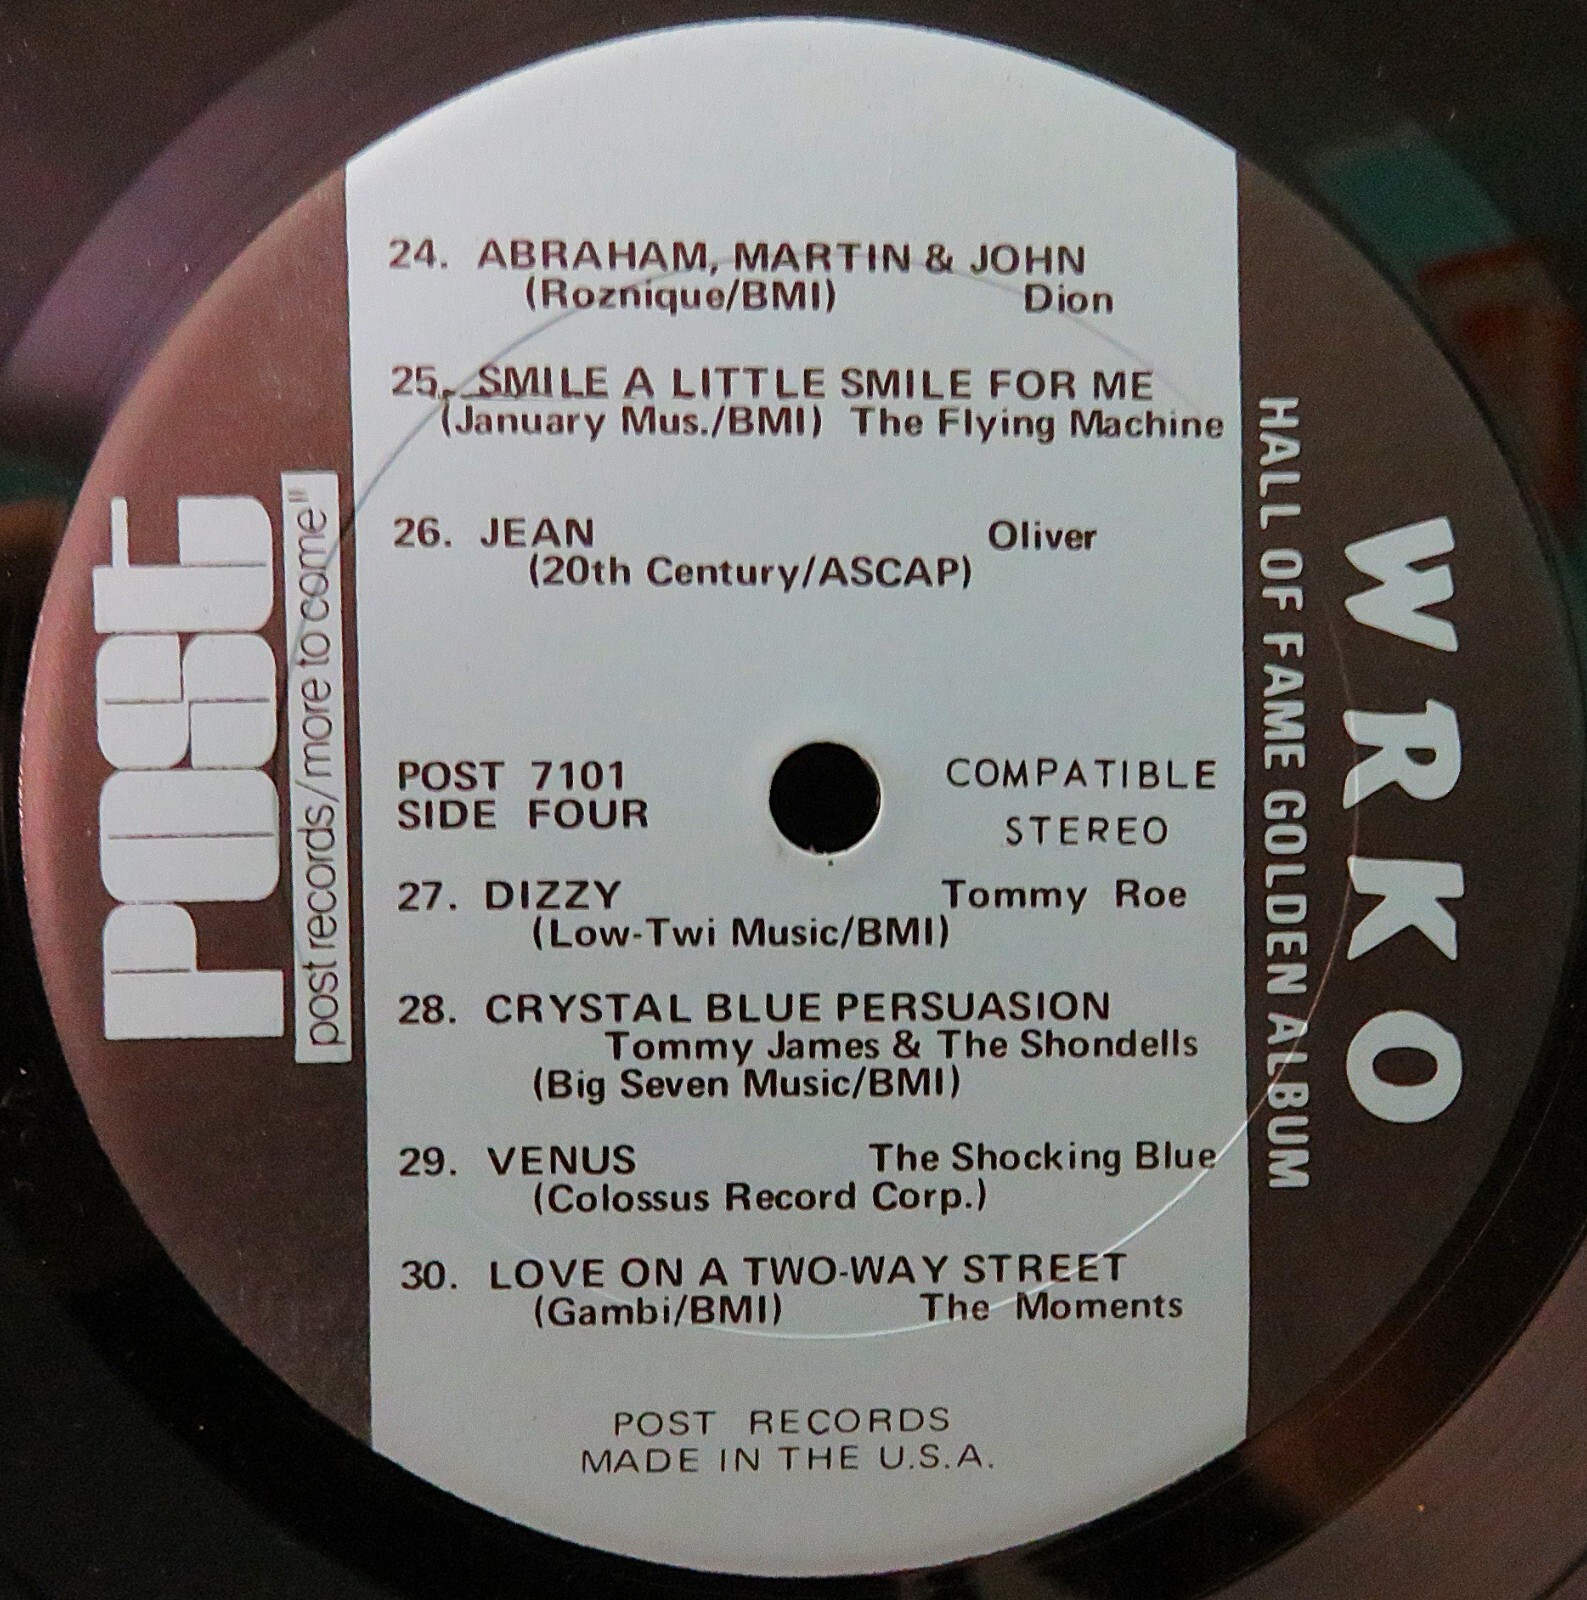 24. ABRAHAM, MARTIN & JOHN
(Roznique/BMI) Dion
25. SMILE A LITTLE SMILE FOR ME
(January Mus./BMI) The Flying Machine
26. JEAN Oliver
(20th Century/ASCAP)
POST 7101
SIDE FOUR
COMPATIBLE
STEREO
27. DIZZY Tommy Roe
(Low-Twi Music/BMI)
28. CRYSTAL BLUE PERSUASION
Tommy James & The Shondells
(Big Seven Music/BMI)
29. VENUS The Shocking Blue
(Colossus Record Corp.)
30. LOVE ON A TWO-WAY STREET
(Gambi/BMI) The Moments
POST RECORDS
MADE IN THE U.S.A.
post
post records/more to come"
WRKO
HALL OF FAME GOLDEN ALBUM